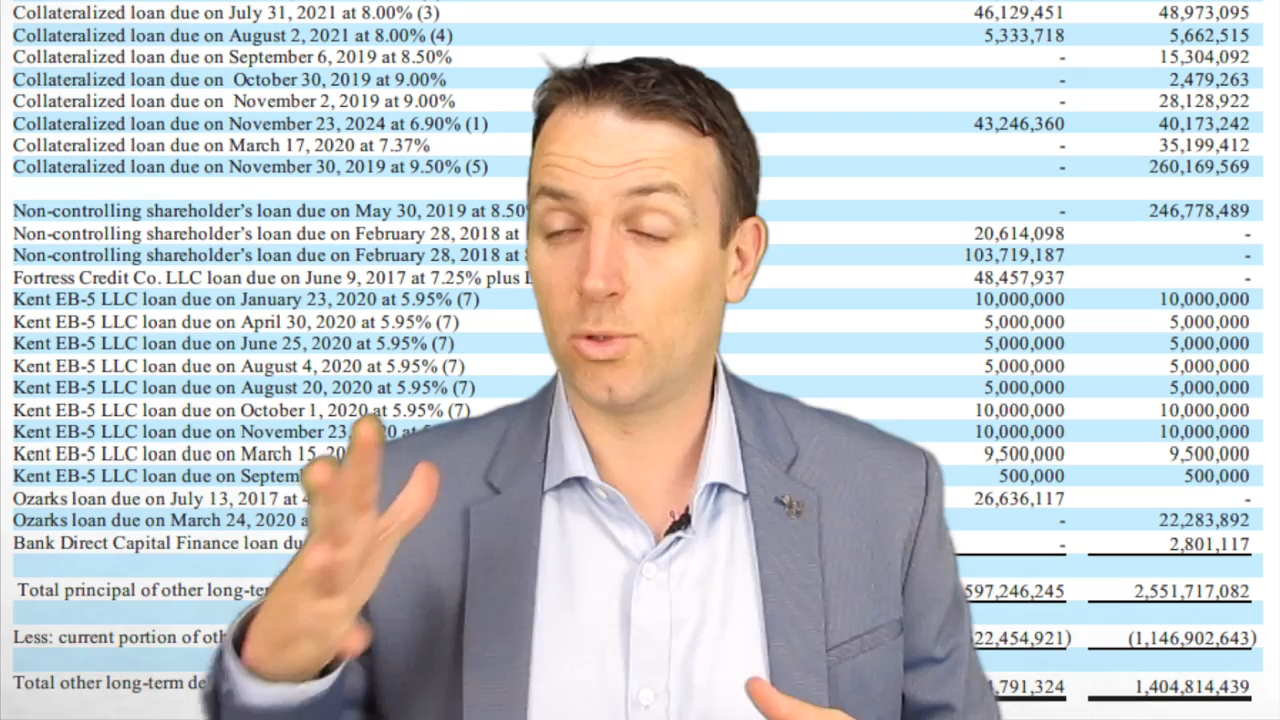 Collateralized loan due on July 31, 2021 at 8.00% (3) 46,129,451 48,973,095
Collateralized loan due on August 2, 2021 at 8.00% (4) 5,333,718 5,662,515
Collateralized loan due on September 6, 2019 at 8.50% - 15,304,092
Collateralized loan due on October 30, 2019 at 9.00% - 2,479,263
Collateralized loan due on November 2, 2019 at 9.00% - 28,128,922
Collateralized loan due on November 23, 2024 at 6.90% (1) 43,246,360 40,173,242
Collateralized loan due on March 17, 2020 at 7.37% - 35,199,412
Collateralized loan due on November 30, 2019 at 9.50% (5) - 260,169,569
Non-controlling shareholder's loan due on May 30, 2019 at 8.50 - 246,778,489
Non-controlling shareholder's loan due on February 28, 2018 at 20,614,098 -
Non-controlling shareholder's loan due on February 28, 2018 at 103,719,187 -
Fortress Credit Co. LLC loan due on June 9, 2017 at 7.25% plus 48,457,937 -
Kent EB-5 LLC loan due on January 23, 2020 at 5.95% (7) 10,000,000 10,000,000
Kent EB-5 LLC loan due on April 30, 2020 at 5.95% (7) 5,000,000 5,000,000
Kent EB-5 LLC loan due on June 25, 2020 at 5.95% (7) 5,000,000 5,000,000
Kent EB-5 LLC loan due on August 4, 2020 at 5.95% (7) 5,000,000 5,000,000
Kent EB-5 LLC loan due on August 20, 2020 at 5.95% (7) 5,000,000 5,000,000
Kent EB-5 LLC loan due on October 1, 2020 at 5.95% (7) 10,000,000 10,000,000
Kent EB-5 LLC loan due on November 23 20 at 10,000,000 10,000,000
Kent EB-5 LLC loan due on March 15, 20 9,500,000 9,500,000
Kent EB-5 LLC loan due on Septem 500,000 500,000
Ozarks loan due on July 13, 2017 at 26,636,117 -
Ozarks loan due on March 24, 2020 a - 22,283,892
Bank Direct Capital Finance loan du - 2,801,117
Total principal of other long-te 597,246,245 2,551,717,082
Less: current portion of oth 22,454,921) (1,146,902,643)
Total other long-term de ,791,324 1,404,814,439